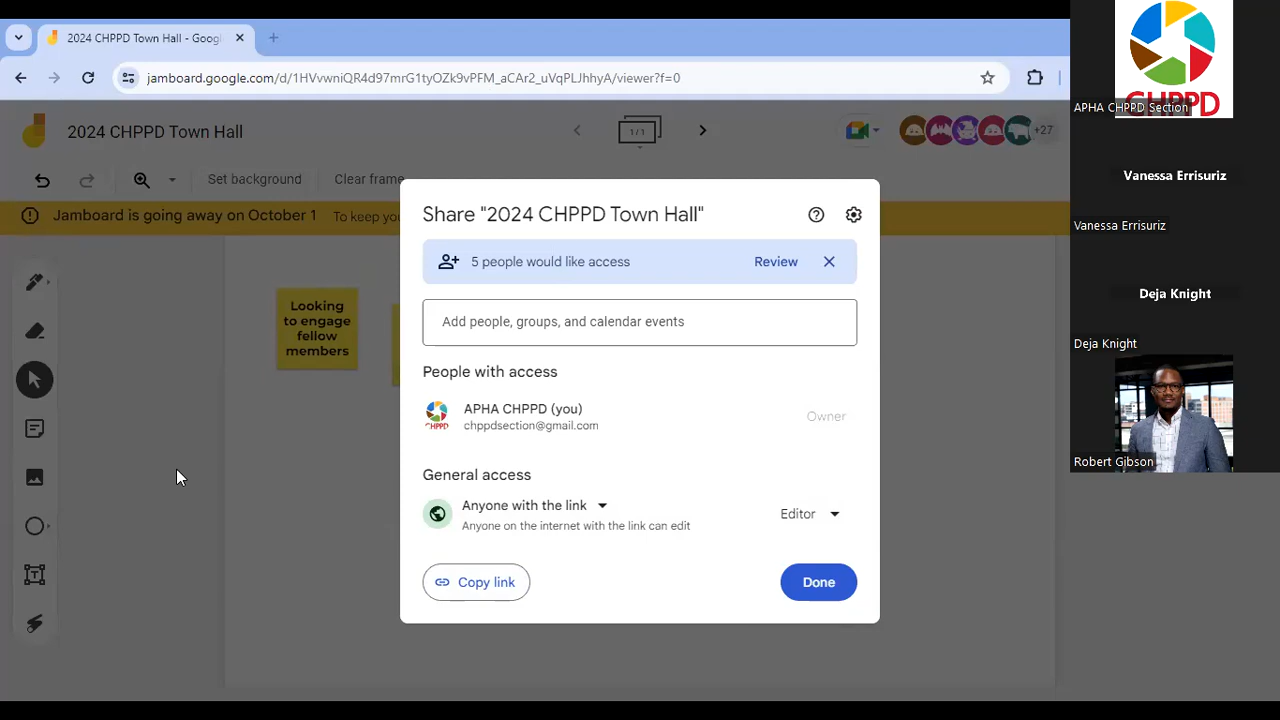 2024 CHPPD Town Hall - Googl
jamboard.google.com/d/1HVvwniQR4d97mrG1tyOZk9vPFM_aCAr2_uVqPLJhhyA/viewer?f=0
2024 CHPPD Town Hall
1/1
+27
Set background
Clear frame
Jamboard is going away on October 1
To keep you
Looking
to engage
fellow
members
Share "2024 CHPPD Town Hall"
5 people would like access
Review
Add people, groups, and calendar events
People with access
APHA CHPPD (you)
chppdsection@gmail.com
Owner
General access
Anyone with the link
Anyone on the internet with the link can edit
Editor
Copy link
Done
CHPPD
APHA CHPPD Section
Vanessa Errisuriz
Vanessa Errisuriz
Deja Knight
Deja Knight
Robert Gibson